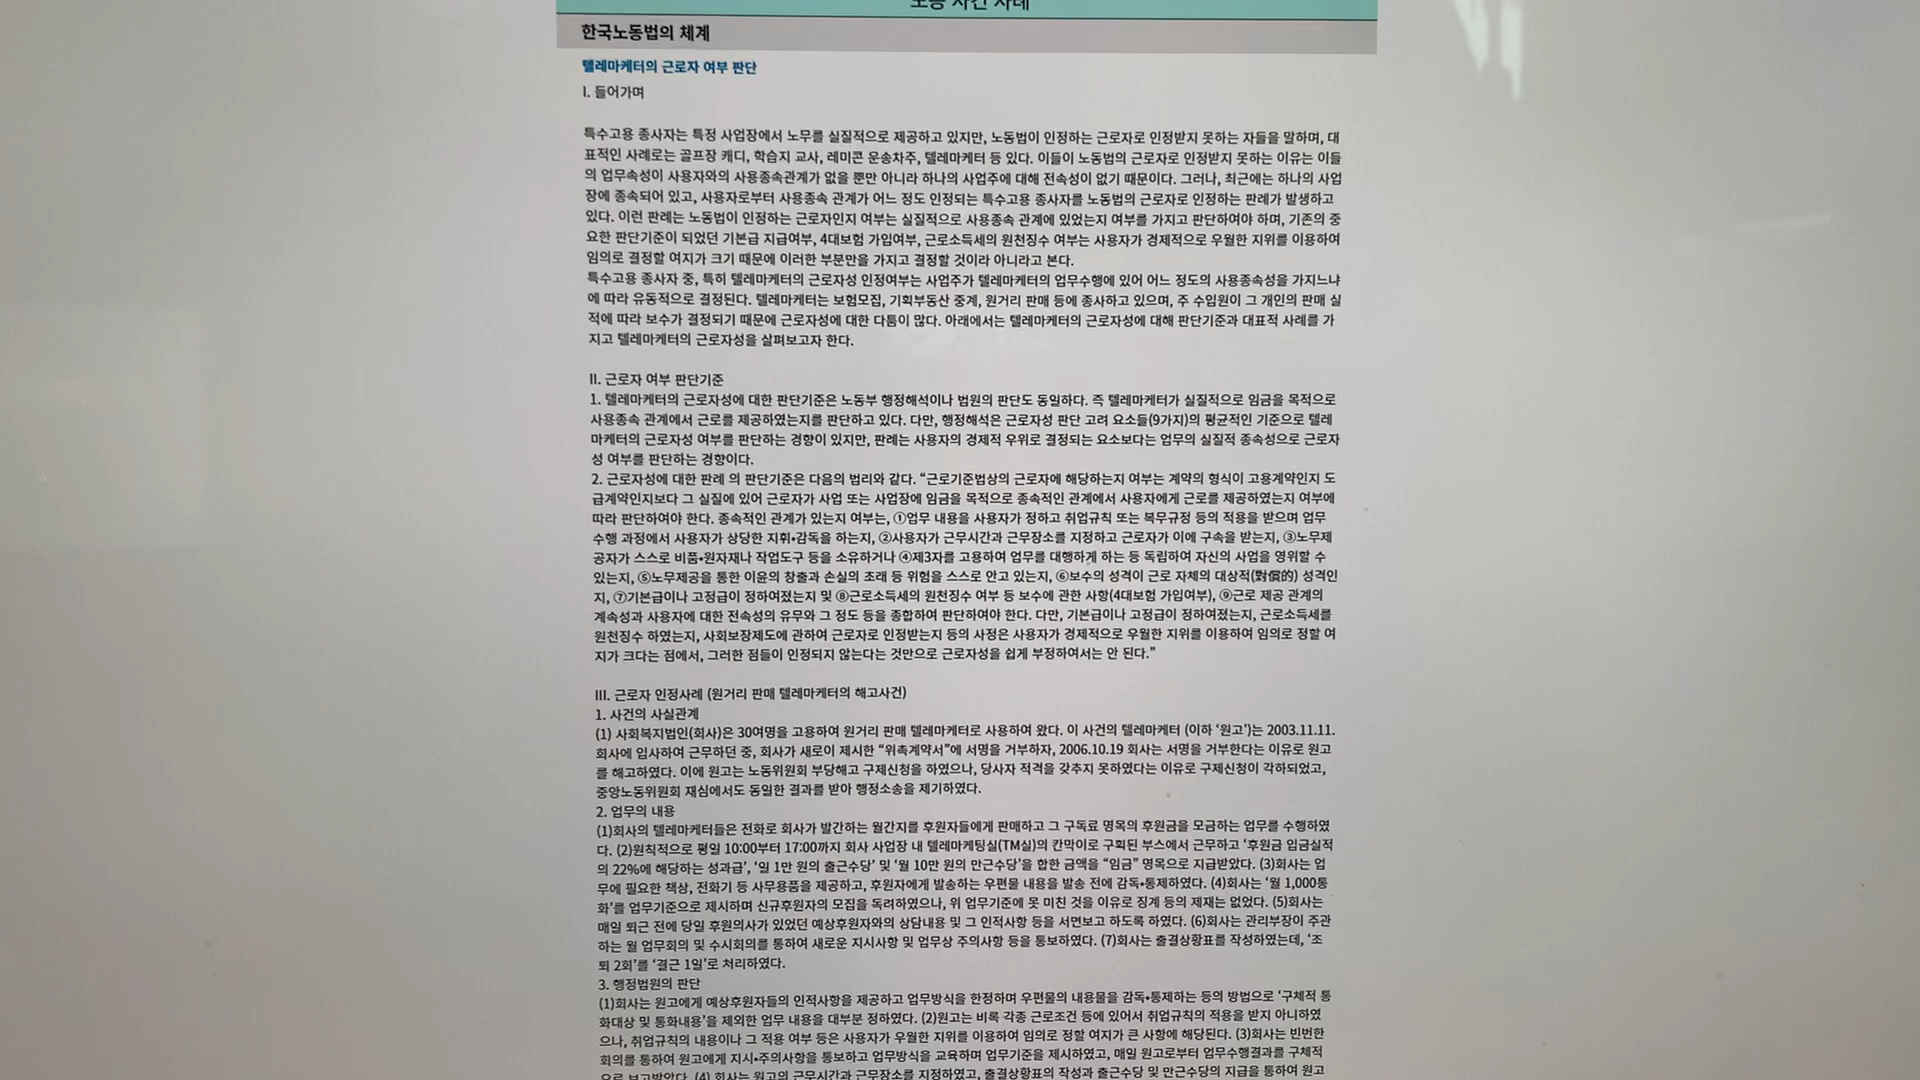 노동 사건 사례
한국노동법의 체계
텔레마케터의 근로자 여부 판단
I. 들어가며
특수고용 종사자는 특정 사업장에서 노무를 실질적으로 제공하고 있지만, 노동법이 인정하는 근로자로 인정받지 못하는 자들을 말하며, 대
표적인 사례로는 골프장 캐디, 학습지 교사, 레미콘 운송차주, 텔레마케터 등 있다. 이들이 노동법의 근로자로 인정받지 못하는 이유는 이들
의 업무속성이 사용자와의 사용종속관계가 없을 뿐만 아니라 하나의 사업주에 대해 전속성이 없기 때문이다. 그러나, 최근에는 하나의 사업
장에 종속되어 있고, 사용자로부터 사용종속 관계가 어느 정도 인정되는 특수고용 종사자를 노동법의 근로자로 인정하는 판례가 발생하고
있다. 이런 판례는 노동법이 인정하는 근로자인지 여부는 실질적으로 사용종속 관계에 있었는지 여부를 가지고 판단하여야 하며, 기존의 중
요한 판단기준이 되었던 기본급 지급여부, 4대보험 가입여부, 근로소득세의 원천징수 여부는 사용자가 경제적으로 우월한 지위를 이용하여
임의로 결정할 여지가 크기 때문에 이러한 부분만을 가지고 결정할 것이라 아니라고 본다.
특수고용 종사자 중, 특히 텔레마케터의 근로자성 인정여부는 사업주가 텔레마케터의 업무수행에 있어 어느 정도의 사용종속성을 가지느냐
에 따라 유동적으로 결정된다. 텔레마케터는 보험모집, 기획부동산 중계, 원거리 판매 등에 종사하고 있으며, 주 수입원이 그 개인의 판매 실
적에 따라 보수가 결정되기 때문에 근로자성에 대한 다툼이 많다. 아래에서는 텔레마케터의 근로자성에 대해 판단기준과 대표적 사례를 가
지고 텔레마케터의 근로자성을 살펴보고자 한다.
II. 근로자 여부 판단기준
1. 텔레마케터의 근로자성에 대한 판단기준은 노동부 행정해석이나 법원의 판단도 동일하다. 즉 텔레마케터가 실질적으로 임금을 목적으로
사용종속 관계에서 근로를 제공하였는지를 판단하고 있다. 다만, 행정해석은 근로자성 판단 고려 요소들(9가지)의 평균적인 기준으로 텔레
마케터의 근로자성 여부를 판단하는 경향이 있지만, 판례는 사용자의 경제적 우위로 결정되는 요소보다는 업무의 실질적 종속성으로 근로자
성 여부를 판단하는 경향이다.
2. 근로자성에 대한 판례 의 판단기준은 다음의 법리와 같다. “근로기준법상의 근로자에 해당하는지 여부는 계약의 형식이 고용계약인지 도
급계약인지보다 그 실질에 있어 근로자가 사업 또는 사업장에 임금을 목적으로 종속적인 관계에서 사용자에게 근로를 제공하였는지 여부에
따라 판단하여야 한다. 종속적인 관계가 있는지 여부는, ①업무 내용을 사용자가 정하고 취업규칙 또는 복무규정 등의 적용을 받으며 업무
수행 과정에서 사용자가 상당한 지휘•감독을 하는지, ②사용자가 근무시간과 근무장소를 지정하고 근로자가 이에 구속을 받는지, ③노무제
공자가 스스로 비품•원자재나 작업도구 등을 소유하거나 ④제3자를 고용하여 업무를 대행하게 하는 등 독립하여 자신의 사업을 영위할 수
있는지, ⑤노무제공을 통한 이윤의 창출과 손실의 초래 등 위험을 스스로 안고 있는지, ⑥보수의 성격이 근로 자체의 대상적(對償的) 성격인
지, ⑦기본급이나 고정급이 정하여졌는지 및 ⑧근로소득세의 원천징수 여부 등 보수에 관한 사항(4대보험 가입여부), ⑨근로 제공 관계의
계속성과 사용자에 대한 전속성의 유무와 그 정도 등을 종합하여 판단하여야 한다. 다만, 기본급이나 고정급이 정하여졌는지, 근로소득세를
원천징수 하였는지, 사회보장제도에 관하여 근로자로 인정받는지 등의 사정은 사용자가 경제적으로 우월한 지위를 이용하여 임의로 정할 여
지가 크다는 점에서, 그러한 점들이 인정되지 않는다는 것만으로 근로자성을 쉽게 부정하여서는 안 된다.”
III. 근로자 인정사례 (원거리 판매 텔레마케터의 해고사건)
1. 사건의 사실관계
(1) 사회복지법인(회사)은 30여명을 고용하여 원거리 판매 텔레마케터로 사용하여 왔다. 이 사건의 텔레마케터 (이하 ‘원고’)는 2003.11.11.
회사에 입사하여 근무하던 중, 회사가 새로이 제시한 “위촉계약서”에 서명을 거부하자, 2006.10.19 회사는 서명을 거부한다는 이유로 원고
를 해고하였다. 이에 원고는 노동위원회 부당해고 구제신청을 하였으나, 당사자 적격을 갖추지 못하였다는 이유로 구제신청이 각하되었고,
중앙노동위원회 재심에서도 동일한 결과를 받아 행정소송을 제기하였다.
2. 업무의 내용
(1)회사의 텔레마케터들은 전화로 회사가 발간하는 월간지를 후원자들에게 판매하고 그 구독료 명목의 후원금을 모금하는 업무를 수행하였
다. (2)원칙적으로 평일 10:00부터 17:00까지 회사 사업장 내 텔레마케팅실(TM실)의 칸막이로 구획된 부스에서 근무하고 ‘후원금 입금실적
의 22%에 해당하는 성과급’, ‘일 1만 원의 출근수당’ 및 ‘월 10만 원의 만근수당’을 합한 금액을 “임금” 명목으로 지급받았다. (3)회사는 업
무에 필요한 책상, 전화기 등 사무용품을 제공하고, 후원자에게 발송하는 우편물 내용을 발송 전에 감독•통제하였다. (4)회사는 ‘월 1,000통
화’를 업무기준으로 제시하며 신규후원자의 모집을 독려하였으나, 위 업무기준에 못 미친 것을 이유로 징계 등의 제재는 없었다. (5)회사는
매일 퇴근 전에 당일 후원의사가 있었던 예상후원자와의 상담내용 및 그 인적사항 등을 서면보고 하도록 하였다. (6)회사는 관리부장이 주관
하는 월 업무회의 및 수시회의를 통하여 새로운 지시사항 및 업무상 주의사항 등을 통보하였다. (7)회사는 출결상황표를 작성하였는데, ‘조
퇴 2회’를 ‘결근 1일’로 처리하였다.
3. 행정법원의 판단
(1)회사는 원고에게 예상후원자들의 인적사항을 제공하고 업무방식을 한정하며 우편물의 내용물을 감독•통제하는 등의 방법으로 ‘구체적 통
화대상 및 통화내용’을 제외한 업무 내용을 대부분 정하였다. (2)원고는 비록 각종 근로조건 등에 있어서 취업규칙의 적용을 받지 아니하였
으나, 취업규칙의 내용이나 그 적용 여부 등은 사용자가 우월한 지위를 이용하여 임의로 정할 여지가 큰 사항에 해당된다. (3)회사는 빈번한
회의를 통하여 원고에게 지시•주의사항을 통보하고 업무방식을 교육하며 업무기준을 제시하였고, 매일 원고로부터 업무수행결과를 구체적
으로 보고받았다. (4) 회사는 원고의 근무시간과 근무장소를 지정하였고, 출결상황표의 작성과 출근수당 및 만근수당의 지급을 통하여 원고